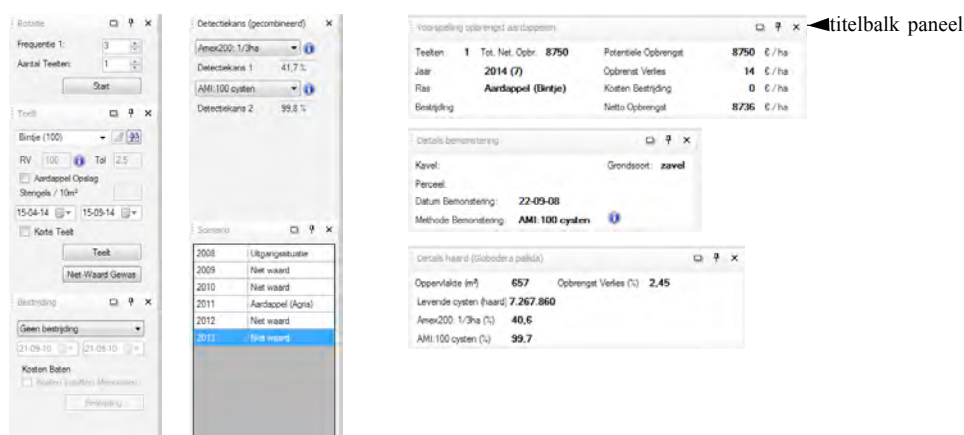 Rotatie
Frequentie 1: 3
Aantal Teelten: 1
Start
Teelt
Bintje (100)
RV 100 Tol 2.5
Aardappel Opslag
Stengels / 10m²
15-04-14 15-09-14
Korte Teelt
Teelt
Niet-Waard Gewas
Bestrijding
Geen bestrijding
21-09-10 21-09-10
Kosten Baten
Bestrijding
Detectiekans (gecombineerd)
Amex200: 1/3ha
Detectiekans 1 41,7 %
AMI:100 cysten
Detectiekans 2 99,8 %
Scenario
2008 Uitgangssituatie
2009 Niet waard
2010 Niet waard
2011 Aardappel (Agria)
2012 Niet waard
2013 Niet waard
Voorspelling opbrengst aardappelen
titelbalk paneel
Teelten 1 Tot. Net. Opbr. 8750 Potentiele Opbrengst 8750 € / ha
Jaar 2014 (7) Opbrenst Verlies 14 € / ha
Ras Aardappel (Bintje) Kosten Bestrijding 0 € / ha
Bestrijding Netto Opbrengst 8736 € / ha
Details bemonstering
Kavel: Grondsoort: zavel
Perceel:
Datum Bemonstering: 22-09-08
Methode Bemonstering: AMI:100 cysten
Details haard (Globodera pallida)
Oppervlakte (m²) 657 Opbrengst Verlies (%) 2,45
Levende cysten (haard) 7.267.860
Amex200: 1/3ha (%) 40,6
AMI:100 cysten (%) 99,7